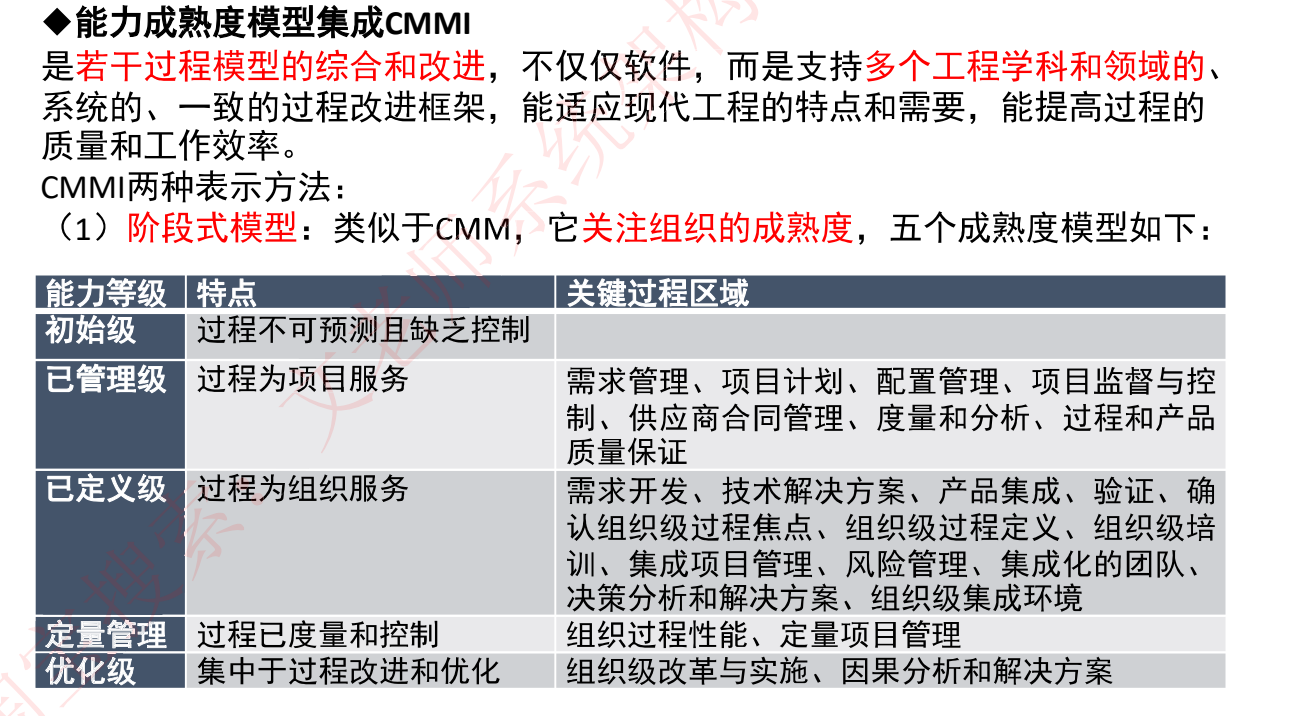 ◆能力成熟度模型集成CMMI
是若干过程模型的综合和改进，不仅仅软件，而是支持多个工程学科和领域的、
系统的、一致的过程改进框架，能适应现代工程的特点和需要，能提高过程的
质量和工作效率。
CMMI两种表示方法：
（1）阶段式模型：类似于CMM，它关注组织的成熟度，五个成熟度模型如下：
能力等级 特点 关键过程区域
初始级 过程不可预测且缺乏控制
已管理级 过程为项目服务 需求管理、项目计划、配置管理、项目监督与控
制、供应商合同管理、度量和分析、过程和产品
质量保证
已定义级 过程为组织服务 需求开发、技术解决方案、产品集成、验证、确
认组织级过程焦点、组织级过程定义、组织级培
训、集成项目管理、风险管理、集成化的团队、
决策分析和解决方案、组织级集成环境
定量管理 过程已度量和控制 组织过程性能、定量项目管理
优化级 集中于过程改进和优化 组织级改革与实施、因果分析和解决方案
搜索：文老师系统架构